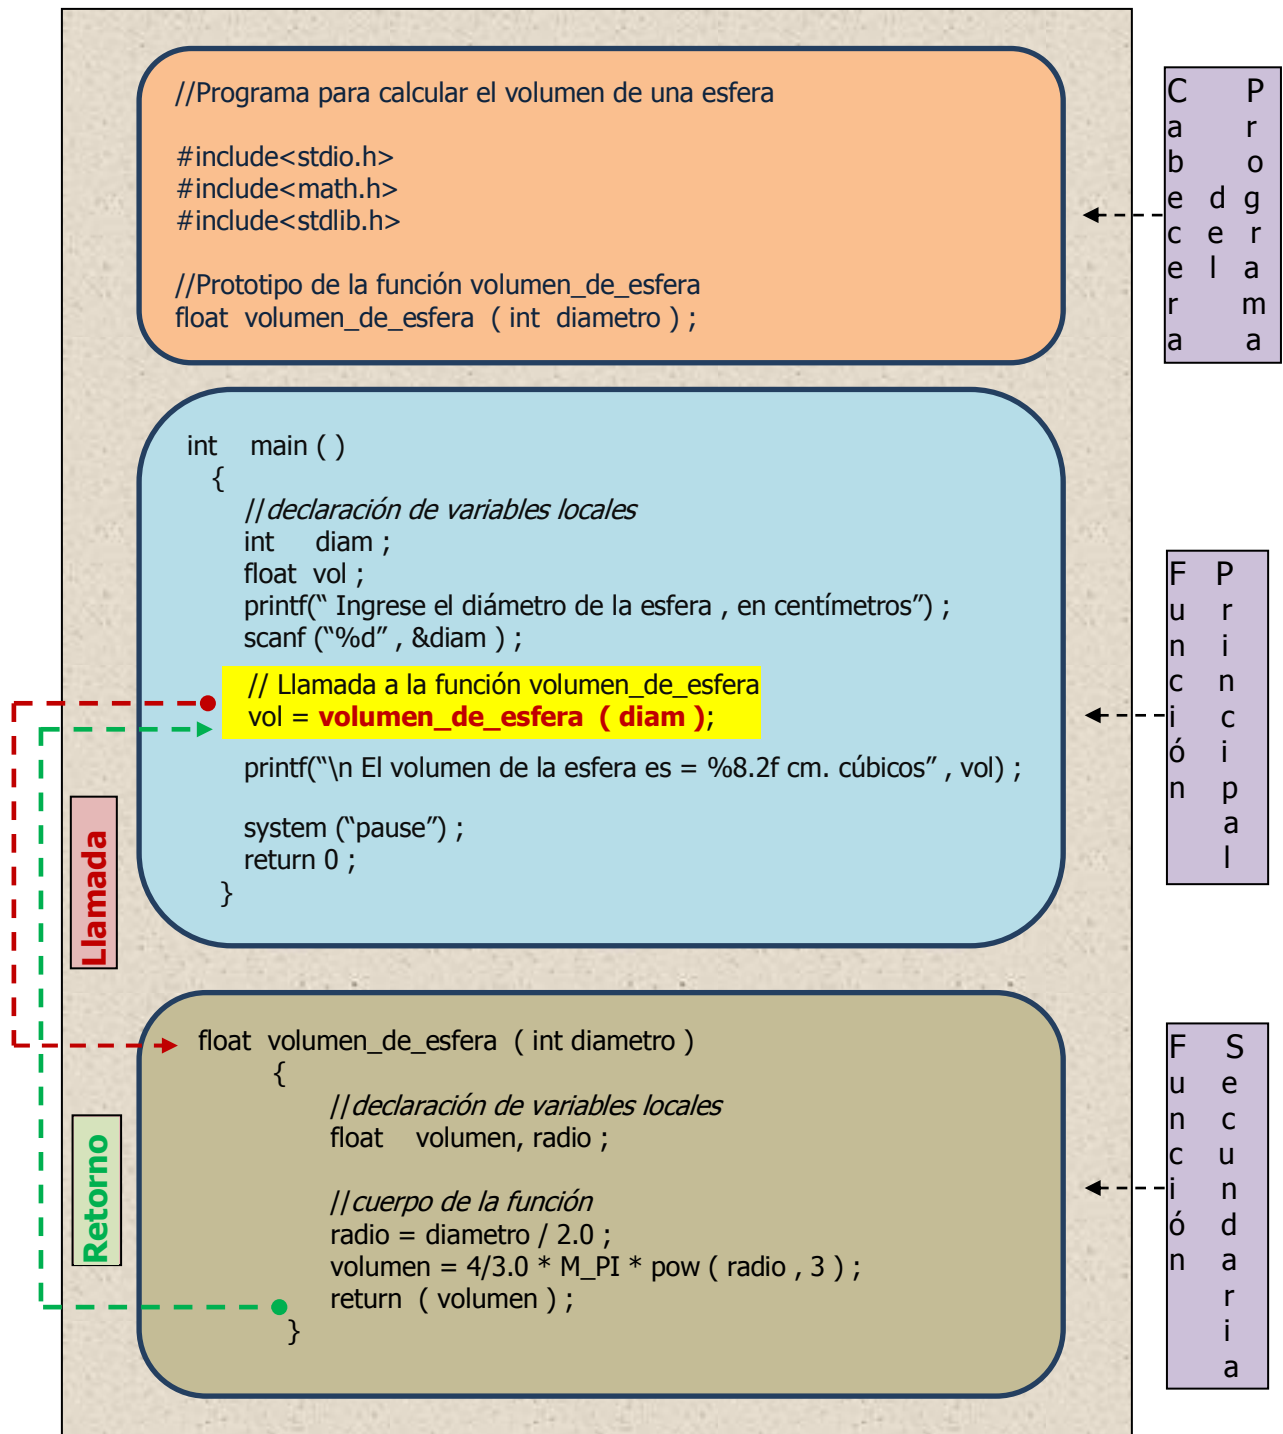 //Programa para calcular el volumen de una esfera
#include<stdio.h>
#include<math.h>
#include<stdlib.h>
//Prototipo de la función volumen_de_esfera
float volumen_de_esfera ( int diametro ) ;
Cabecera del Programa
int main ( )
{
//declaración de variables locales
int diam ;
float vol ;
printf(“ Ingrese el diámetro de la esfera , en centímetros”) ;
scanf (“%d” , &diam ) ;
// Llamada a la función volumen_de_esfera
vol = volumen_de_esfera ( diam );
printf(“\n El volumen de la esfera es = %8.2f cm. cúbicos” , vol) ;
system (“pause”) ;
return 0 ;
}
Función Principal
Llamada
float volumen_de_esfera ( int diametro )
{
//declaración de variables locales
float volumen, radio ;
//cuerpo de la función
radio = diametro / 2.0 ;
volumen = 4/3.0 * M_PI * pow ( radio , 3 ) ;
return ( volumen ) ;
}
Función Secundaria
Retorno